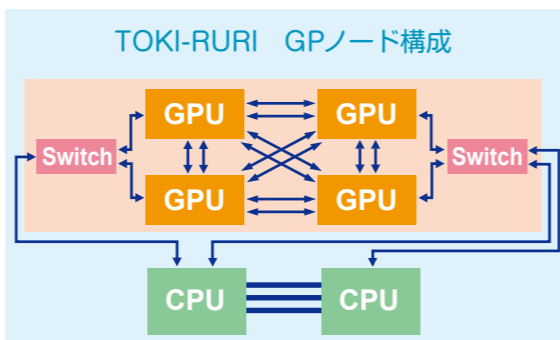 TOKI-RURI　GPノード構成
GPU GPU
Switch Switch
GPU GPU
CPU CPU